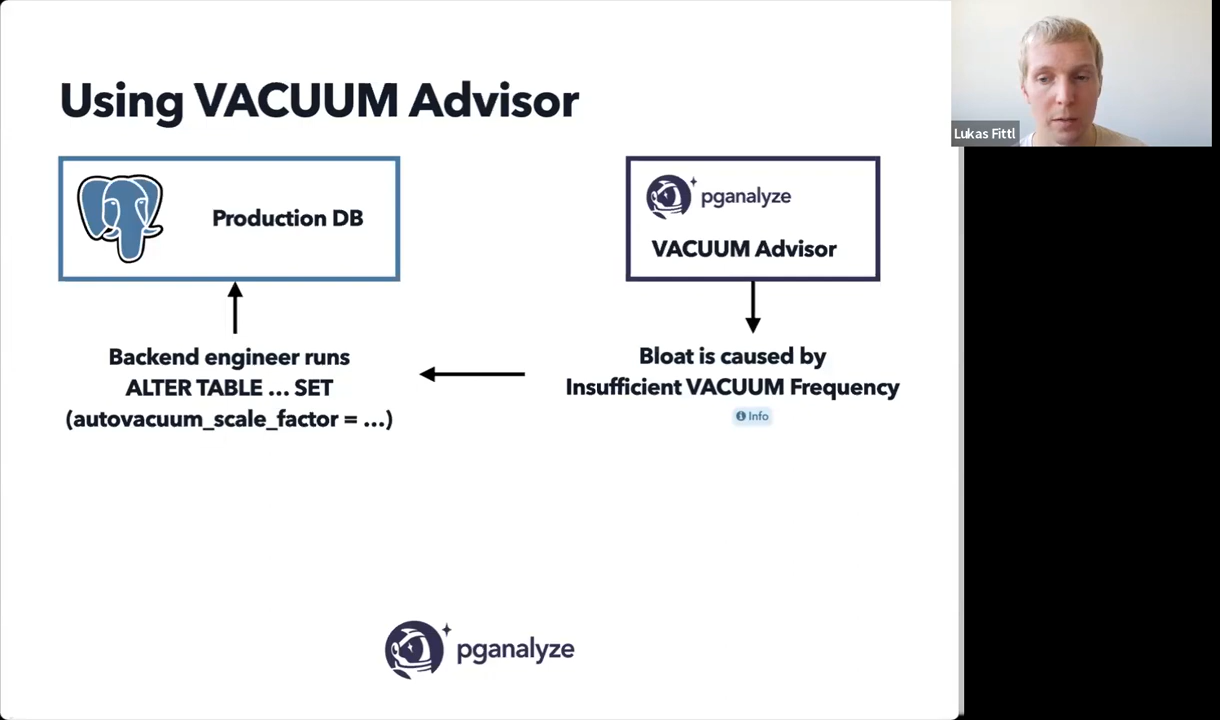 Using VACUUM Advisor
Lukas Fittl
Production DB
pganalyze
VACUUM Advisor
Backend engineer runs
ALTER TABLE … SET
(autovacuum_scale_factor = …)
Bloat is caused by
Insufficient VACUUM Frequency
Info
pganalyze